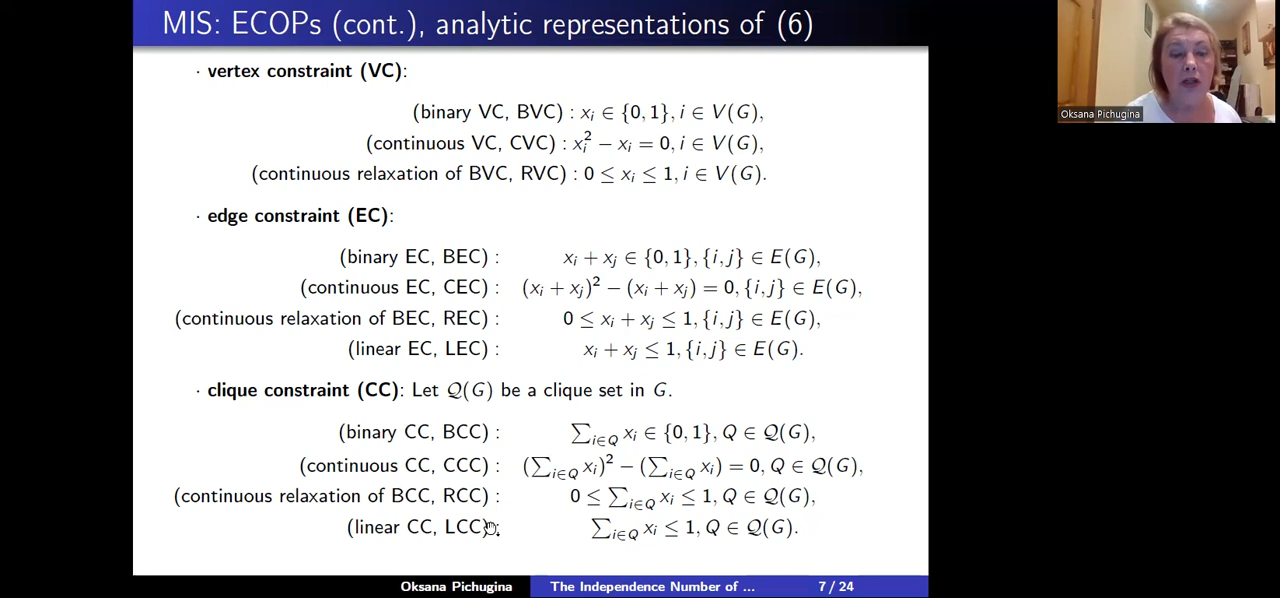 MIS: ECOPs (cont.), analytic representations of (6)
· vertex constraint (VC):
(binary VC, BVC) : xᵢ ∈ {0, 1}, i ∈ V(G),
(continuous VC, CVC) : xᵢ² − xᵢ = 0, i ∈ V(G),
(continuous relaxation of BVC, RVC) : 0 ≤ xᵢ ≤ 1, i ∈ V(G).
· edge constraint (EC):
(binary EC, BEC) : xᵢ + xⱼ ∈ {0, 1}, {i, j} ∈ E(G),
(continuous EC, CEC) : (xᵢ + xⱼ)² − (xᵢ + xⱼ) = 0, {i, j} ∈ E(G),
(continuous relaxation of BEC, REC) : 0 ≤ xᵢ + xⱼ ≤ 1, {i, j} ∈ E(G),
(linear EC, LEC) : xᵢ + xⱼ ≤ 1, {i, j} ∈ E(G).
· clique constraint (CC): Let 𝒬(G) be a clique set in G.
(binary CC, BCC) : ∑_{i∈Q} xᵢ ∈ {0, 1}, Q ∈ 𝒬(G),
(continuous CC, CCC) : (∑_{i∈Q} xᵢ)² − (∑_{i∈Q} xᵢ) = 0, Q ∈ 𝒬(G),
(continuous relaxation of BCC, RCC) : 0 ≤ ∑_{i∈Q} xᵢ ≤ 1, Q ∈ 𝒬(G),
(linear CC, LCC) : ∑_{i∈Q} xᵢ ≤ 1, Q ∈ 𝒬(G).
Oksana Pichugina The Independence Number of ... 7 / 24
Oksana Pichugina